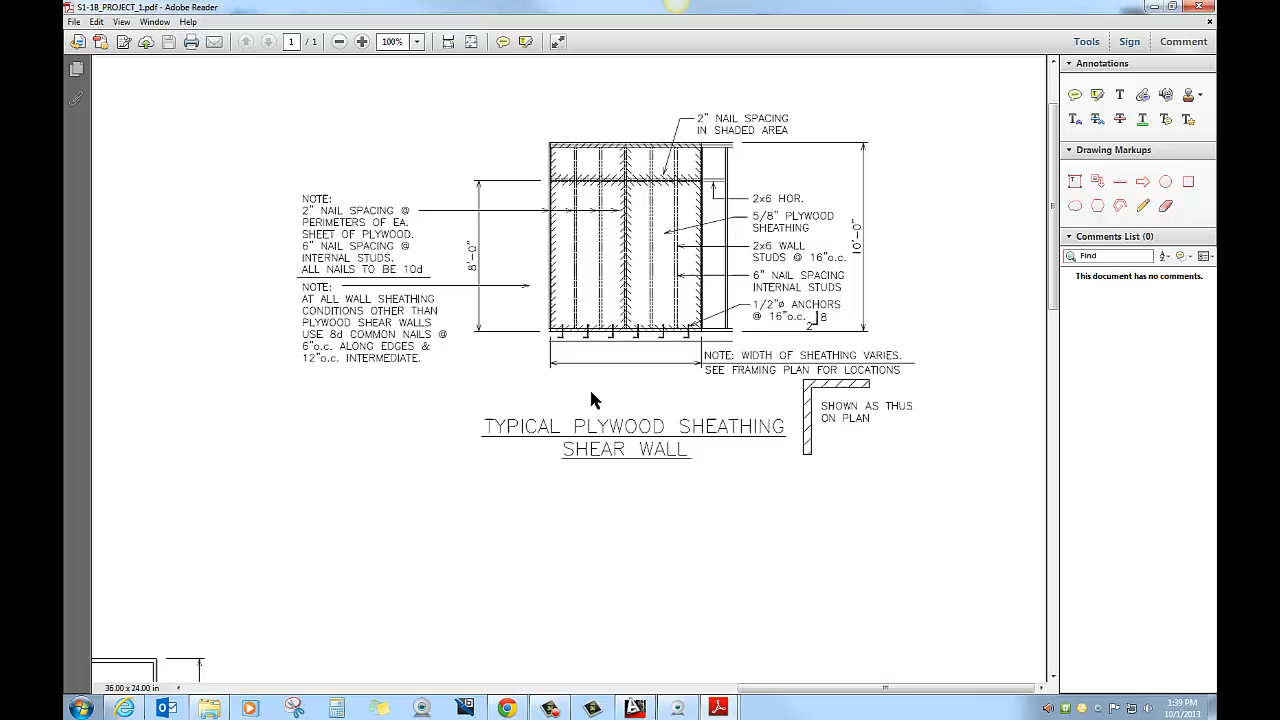 S1-1B_PROJECT_1.pdf - Adobe Reader
File Edit View Window Help
1 / 1 100% Tools Sign Comment
Annotations
Drawing Markups
Comments List (0)
Find
This document has no comments.
2" NAIL SPACING
IN SHADED AREA
NOTE:
2" NAIL SPACING @
PERIMETERS OF EA.
SHEET OF PLYWOOD.
6" NAIL SPACING @
INTERNAL STUDS.
ALL NAILS TO BE 10d
NOTE:
AT ALL WALL SHEATHING
CONDITIONS OTHER THAN
PLYWOOD SHEAR WALLS
USE 8d COMMON NAILS @
6"o.c. ALONG EDGES &
12"o.c. INTERMEDIATE.
8'-0"
2x6 HOR.
5/8" PLYWOOD
SHEATHING
2x6 WALL
STUDS @ 16"o.c.
6" NAIL SPACING
INTERNAL STUDS
1/2"ø ANCHORS
@ 16"o.c. 8
2
10'-0"
NOTE: WIDTH OF SHEATHING VARIES.
SEE FRAMING PLAN FOR LOCATIONS
SHOWN AS THUS
ON PLAN
TYPICAL PLYWOOD SHEATHING
SHEAR WALL
36.00 x 24.00 in
1:39 PM
10/1/2013